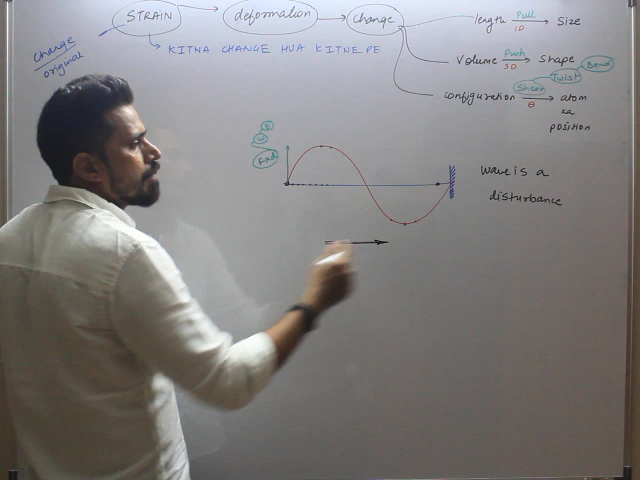 STRAIN → deformation → change
length Pull 1D → Size
change
original
KITNA CHANGE HUA KITNE PE
Volume Push 3D → Shape
Shear Twist Bend
configuration θ → atom
ka
position
Fxd
wave is a
disturbance